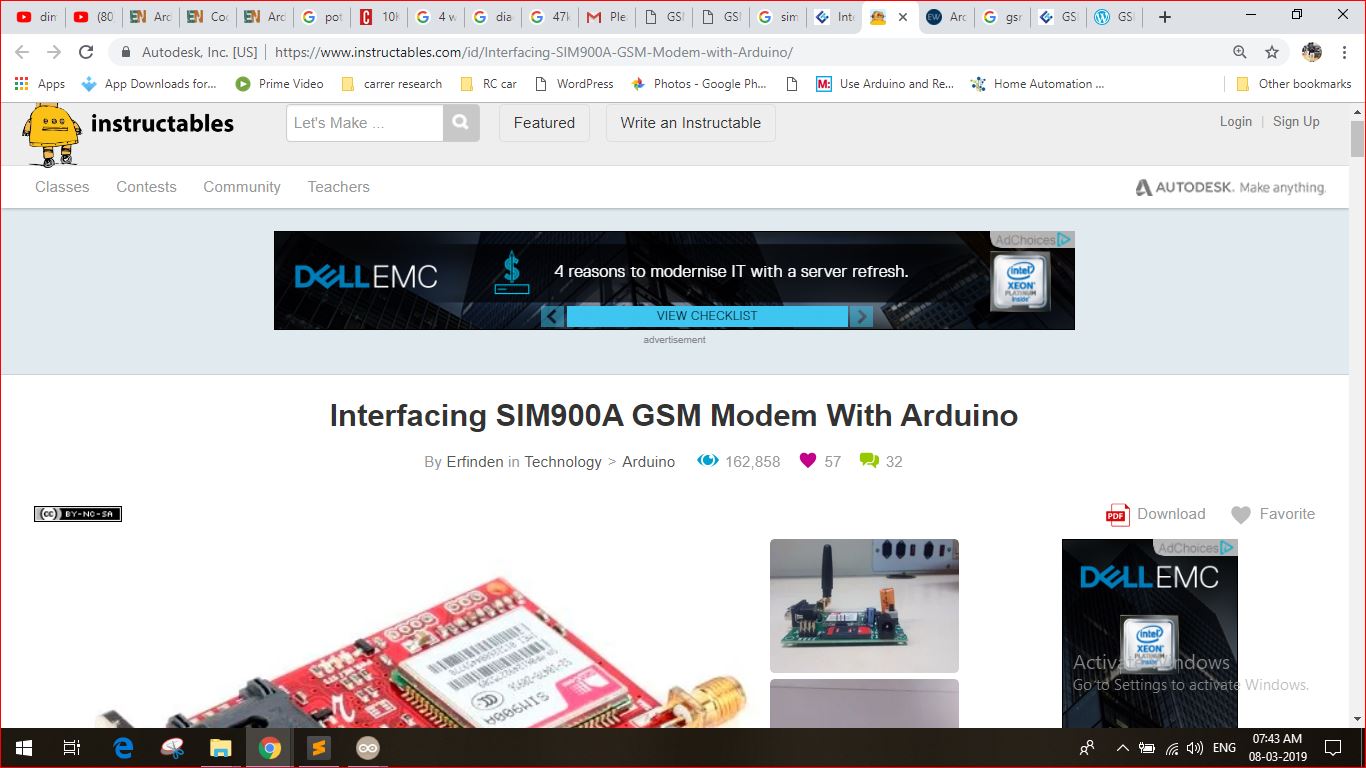 din
(80
Ard
Coc
Ard
pot
10K
4 w
diac
47k
Ple
GSI
GSI
sim
Inte
Arc
gsr
GSI
GSI
Autodesk, Inc. [US] | https://www.instructables.com/id/Interfacing-SIM900A-GSM-Modem-with-Arduino/
Apps
App Downloads for...
Prime Video
carrer research
RC car
WordPress
Photos - Google Ph...
M:
Use Arduino and Re...
Home Automation ...
Other bookmarks
instructables
Let's Make ...
Featured
Write an Instructable
Login | Sign Up
Classes
Contests
Community
Teachers
AUTODESK. Make anything.
AdChoices
DELLEMC
4 reasons to modernise IT with a server refresh.
VIEW CHECKLIST
intel
XEON
PLATINUM
inside
advertisement
Interfacing SIM900A GSM Modem With Arduino
By Erfinden in Technology > Arduino 162,858 57 32
(cc) BY-NC-SA
PDF Download
Favorite
SIM900A
AdChoices
DELLEMC
intel
XEON
PLATINUM
inside
Activate Windows
Go to Settings to activate Windows.
ENG
07:43 AM
08-03-2019